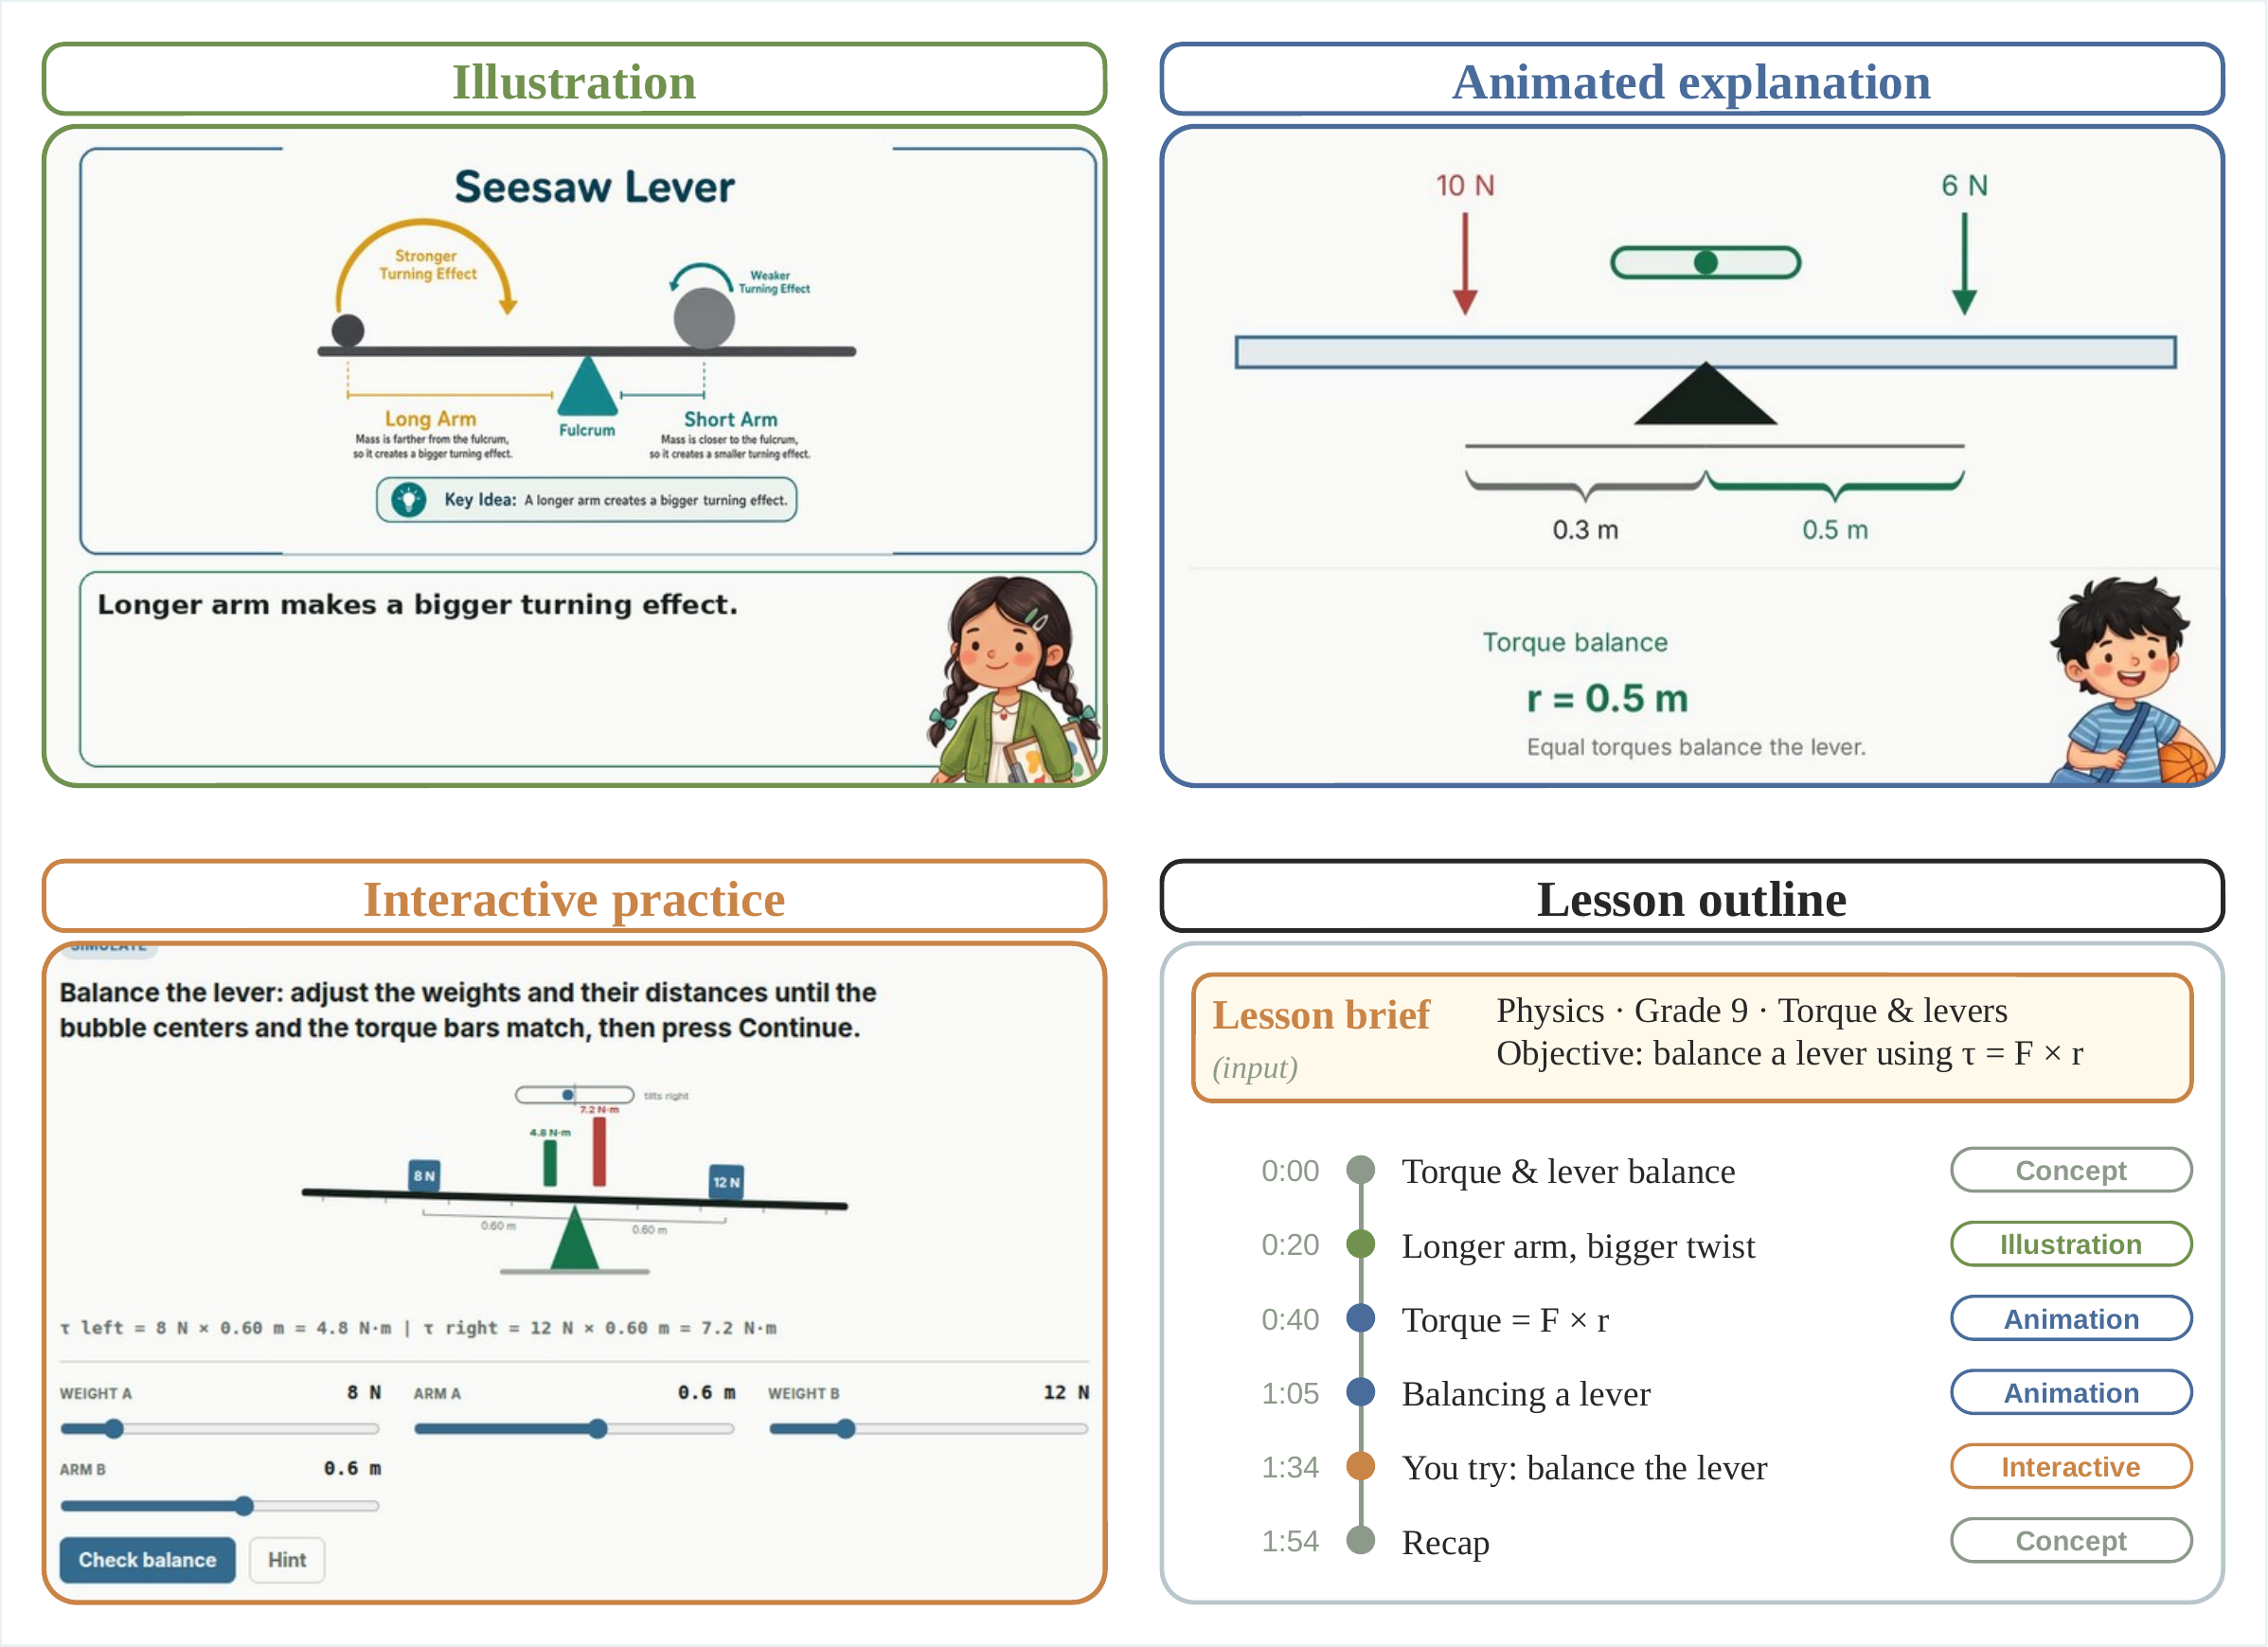 Illustration
Seesaw Lever
Stronger
Turning Effect
Weaker
Turning Effect
Long Arm
Mass is farther from the fulcrum,
so it creates a bigger turning effect.
Fulcrum
Short Arm
Mass is closer to the fulcrum,
so it creates a smaller turning effect.
Key Idea: A longer arm creates a bigger turning effect.
Longer arm makes a bigger turning effect.
Animated explanation
10 N
6 N
0.3 m
0.5 m
Torque balance
r = 0.5 m
Equal torques balance the lever.
Interactive practice
SIMULATE
Balance the lever: adjust the weights and their distances until the
bubble centers and the torque bars match, then press Continue.
tilts right
7.2 N·m
4.8 N·m
8 N
12 N
0.60 m
0.60 m
τ left = 8 N × 0.60 m = 4.8 N·m | τ right = 12 N × 0.60 m = 7.2 N·m
WEIGHT A 8 N
ARM A 0.6 m
WEIGHT B 12 N
ARM B 0.6 m
Check balance
Hint
Lesson outline
Lesson brief
(input)
Physics · Grade 9 · Torque & levers
Objective: balance a lever using τ = F × r
0:00 Torque & lever balance Concept
0:20 Longer arm, bigger twist Illustration
0:40 Torque = F × r Animation
1:05 Balancing a lever Animation
1:34 You try: balance the lever Interactive
1:54 Recap Concept